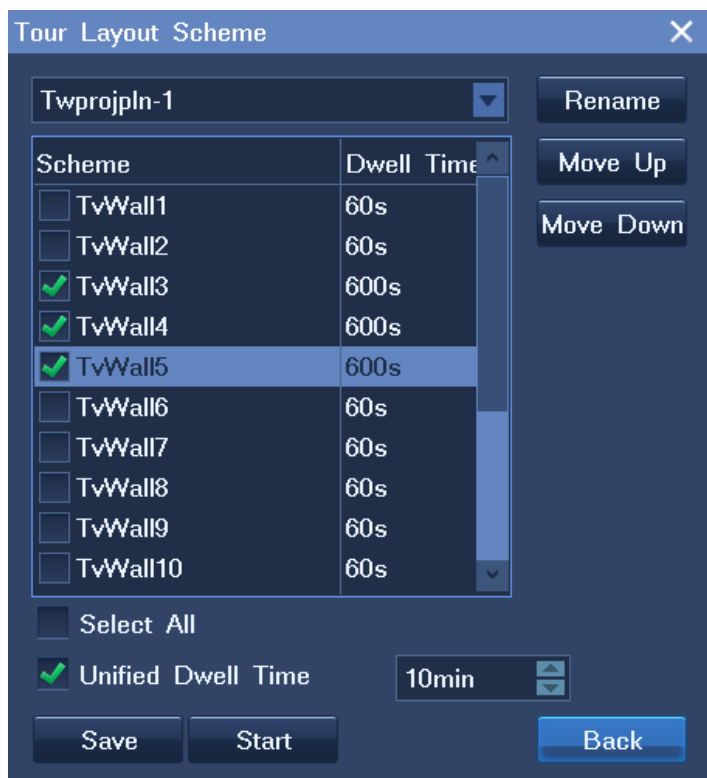 Tour Layout Scheme
Twprojpln-1
Rename
Scheme Dwell Time
Move Up
TvWall1 60s
Move Down
TvWall2 60s
TvWall3 600s
TvWall4 600s
TvWall5 600s
TvWall6 60s
TvWall7 60s
TvWall8 60s
TvWall9 60s
TvWall10 60s
Select All
Unified Dwell Time 10min
Save Start Back